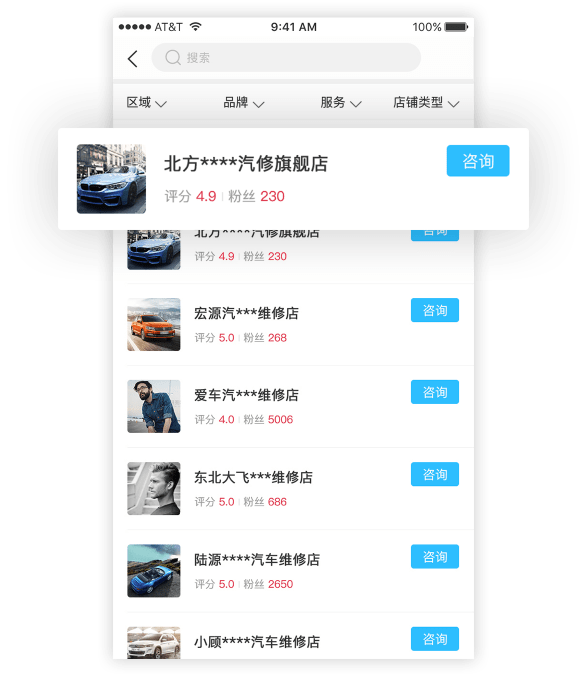 AT&T 9:41 AM 100%
搜索
区域 品牌 服务 店铺类型
北方****汽修旗舰店 咨询
评分 4.9 粉丝 230
北方****汽修旗舰店 咨询
评分 4.9 粉丝 230
宏源汽***维修店 咨询
评分 5.0 粉丝 268
爱车汽***维修店 咨询
评分 4.0 粉丝 5006
东北大飞***维修店 咨询
评分 5.0 粉丝 686
陆源****汽车维修店 咨询
评分 5.0 粉丝 2650
小顾****汽车维修店 咨询